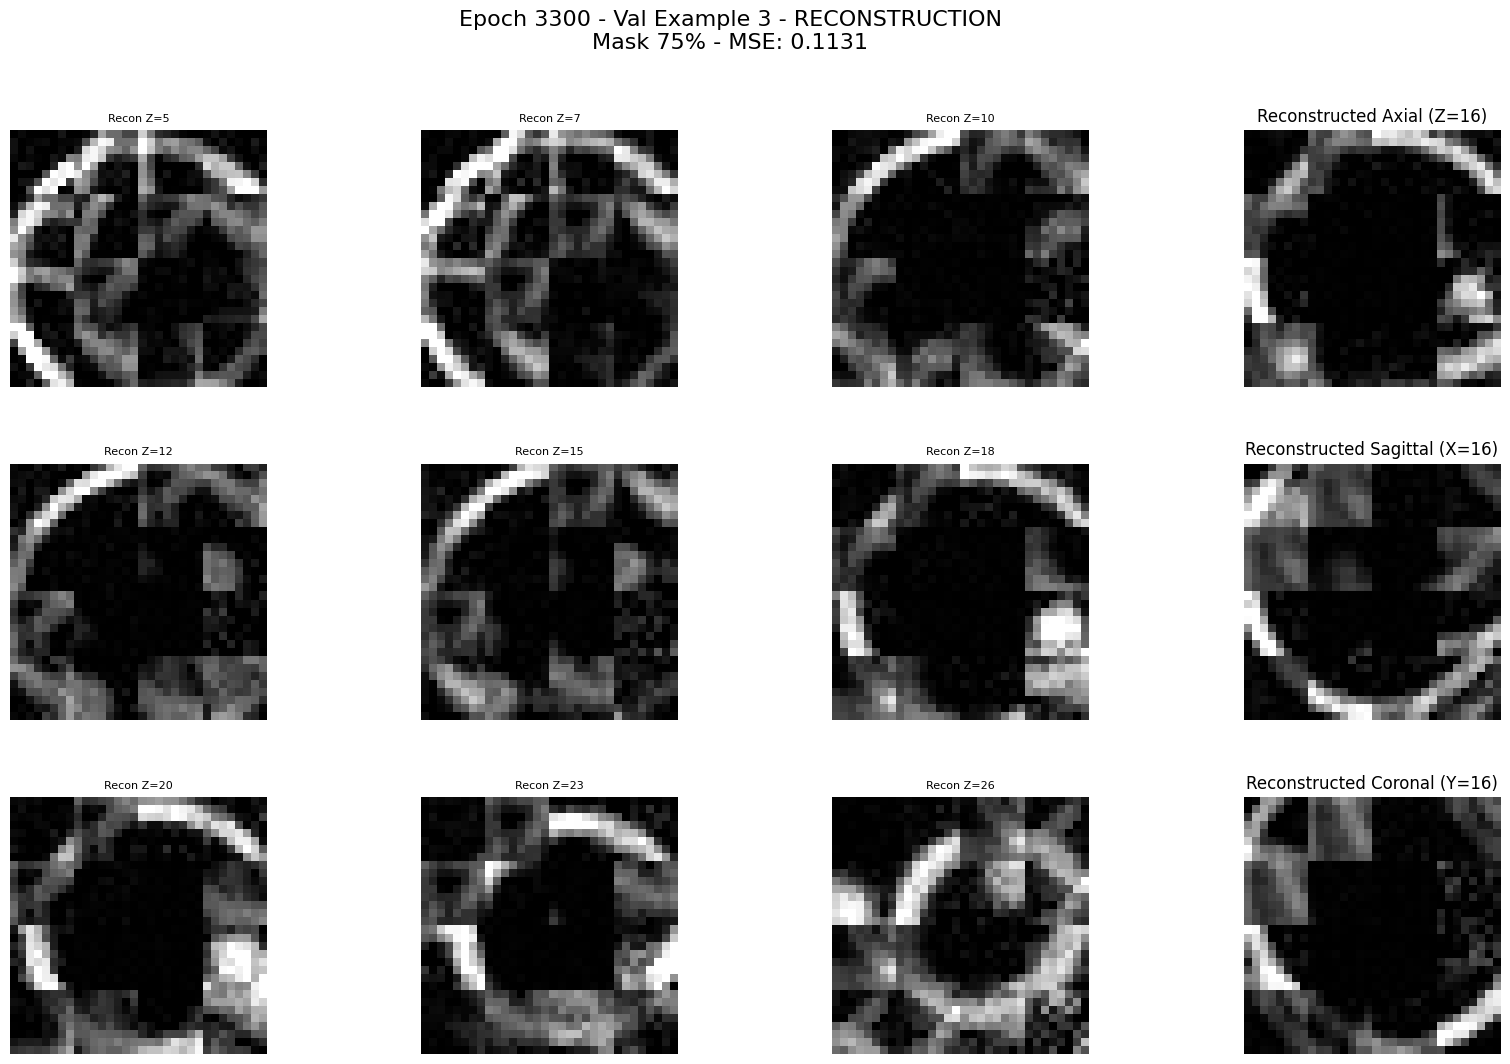 Epoch 3300 - Val Example 3 - RECONSTRUCTION
Mask 75% - MSE: 0.1131
Recon Z=5
Recon Z=7
Recon Z=10
Reconstructed Axial (Z=16)
Recon Z=12
Recon Z=15
Recon Z=18
Reconstructed Sagittal (X=16)
Recon Z=20
Recon Z=23
Recon Z=26
Reconstructed Coronal (Y=16)